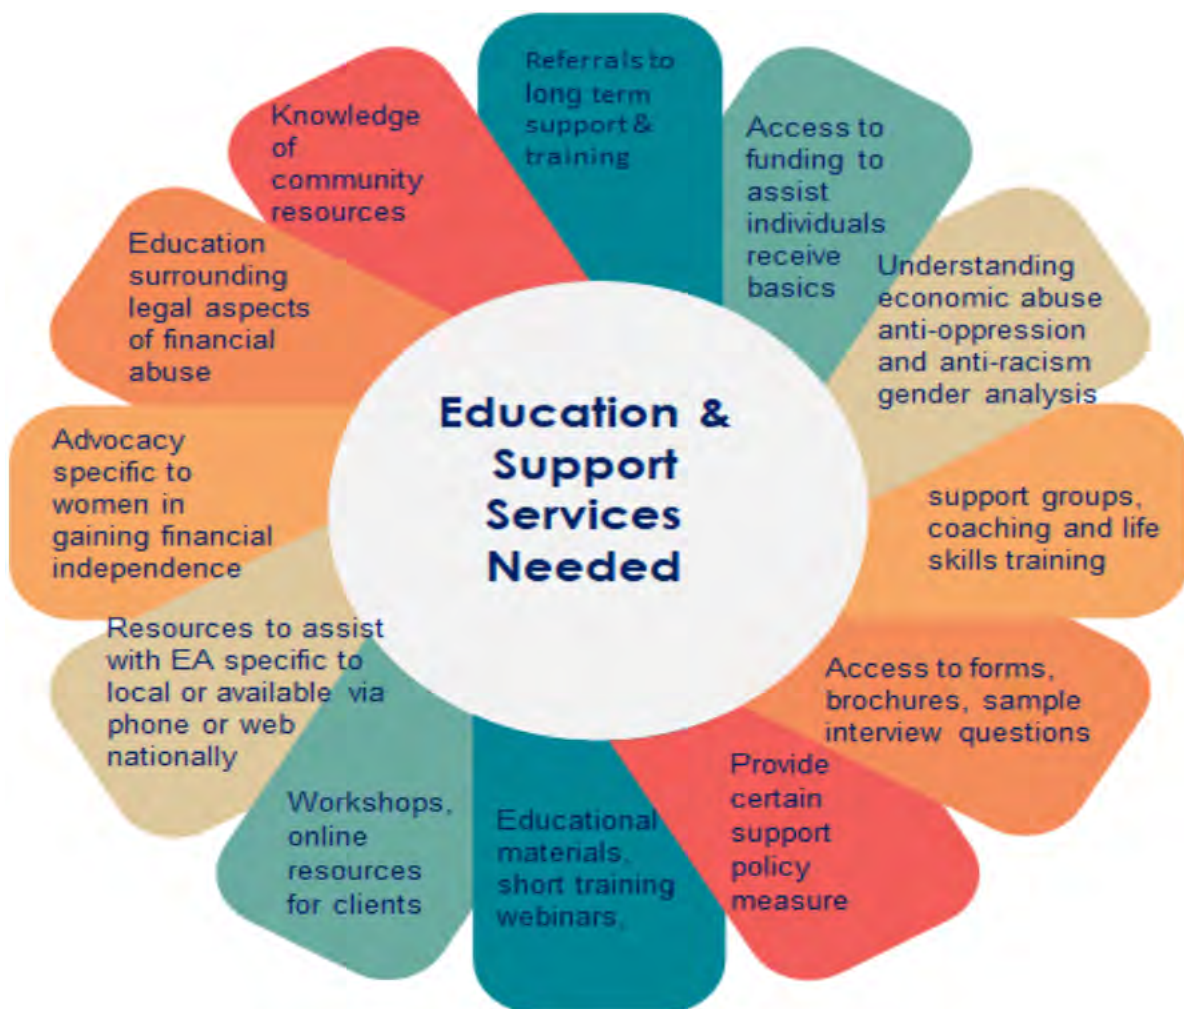 Referrals to
long term
support &
training
Access to
funding to
assist
individuals
receive
basics
Understanding
economic abuse
anti-oppression
and anti-racism
gender analysis
support groups,
coaching and life
skills training
Access to forms,
brochures, sample
interview questions
Provide
certain
support
policy
measure
Educational
materials,
short training
webinars,
Workshops,
online
resources
for clients
Resources to assist
with EA specific to
local or available via
phone or web
nationally
Advocacy
specific to
women in
gaining financial
independence
Education
surrounding
legal aspects
of financial
abuse
Knowledge
of
community
resources
Education &
Support
Services
Needed